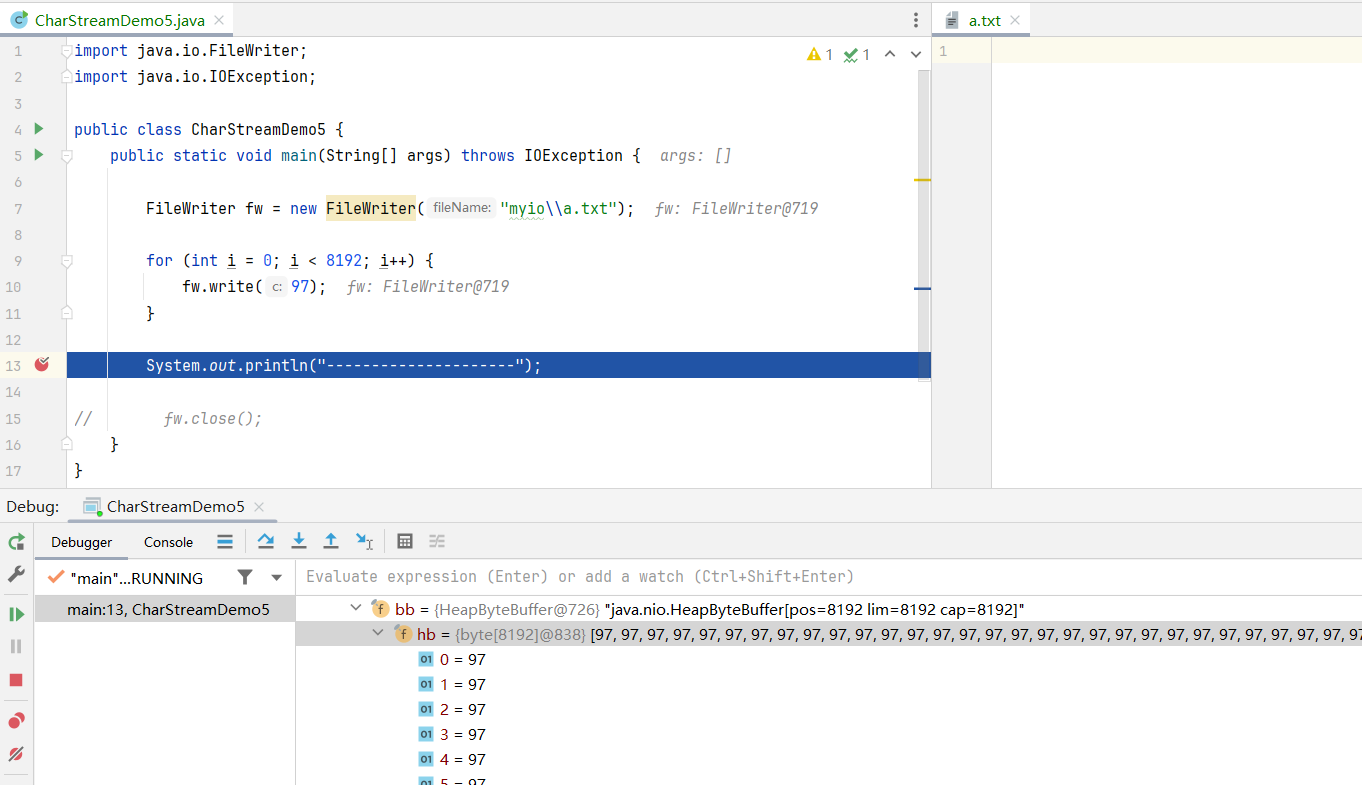 CharStreamDemo5.java
a.txt
1 import java.io.FileWriter;
2 import java.io.IOException;
3
4 public class CharStreamDemo5 {
5 public static void main(String[] args) throws IOException { args: []
6
7 FileWriter fw = new FileWriter( fileName: "myio\\a.txt"); fw: FileWriter@719
8
9 for (int i = 0; i < 8192; i++) {
10 fw.write( c: 97); fw: FileWriter@719
11 }
12
13 System.out.println("---------------------");
14
15 // fw.close();
16 }
17 }
1 1
1
Debug: CharStreamDemo5
Debugger Console
"main"...RUNNING
main:13, CharStreamDemo5
Evaluate expression (Enter) or add a watch (Ctrl+Shift+Enter)
f bb = {HeapByteBuffer@726} "java.nio.HeapByteBuffer[pos=8192 lim=8192 cap=8192]"
f hb = {byte[8192]@838} [97, 97, 97, 97, 97, 97, 97, 97, 97, 97, 97, 97, 97, 97, 97, 97, 97, 97, 97, 97, 97, 97, 97, 97, 97, 97, 97, 97, 97, 97
01 0 = 97
01 1 = 97
01 2 = 97
01 3 = 97
01 4 = 97
01 5 = 97